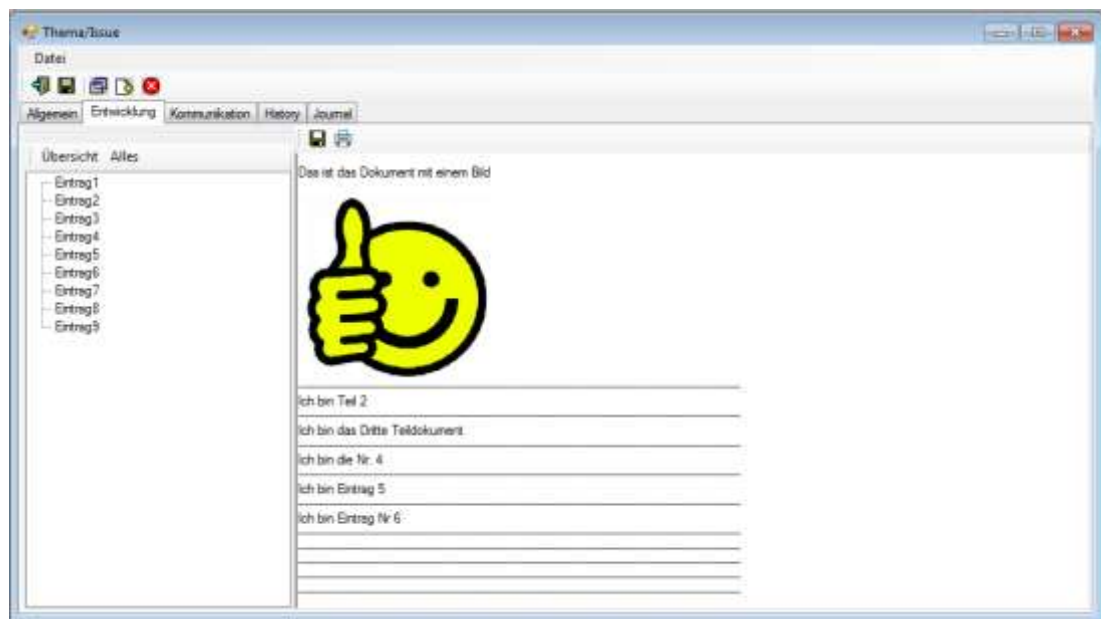 Thema/Issue
Datei
Allgemein Entwicklung Kommunikation History Journal
Übersicht Alles
Eintrag1
Eintrag2
Eintrag3
Eintrag4
Eintrag5
Eintrag6
Eintrag7
Eintrag8
Eintrag9
Das ist das Dokument mit einem Bild
Ich bin Teil 2
Ich bin das Dritte Teildokument
Ich bin die Nr. 4
Ich bin Eintrag 5
Ich bin Eintrag Nr 6